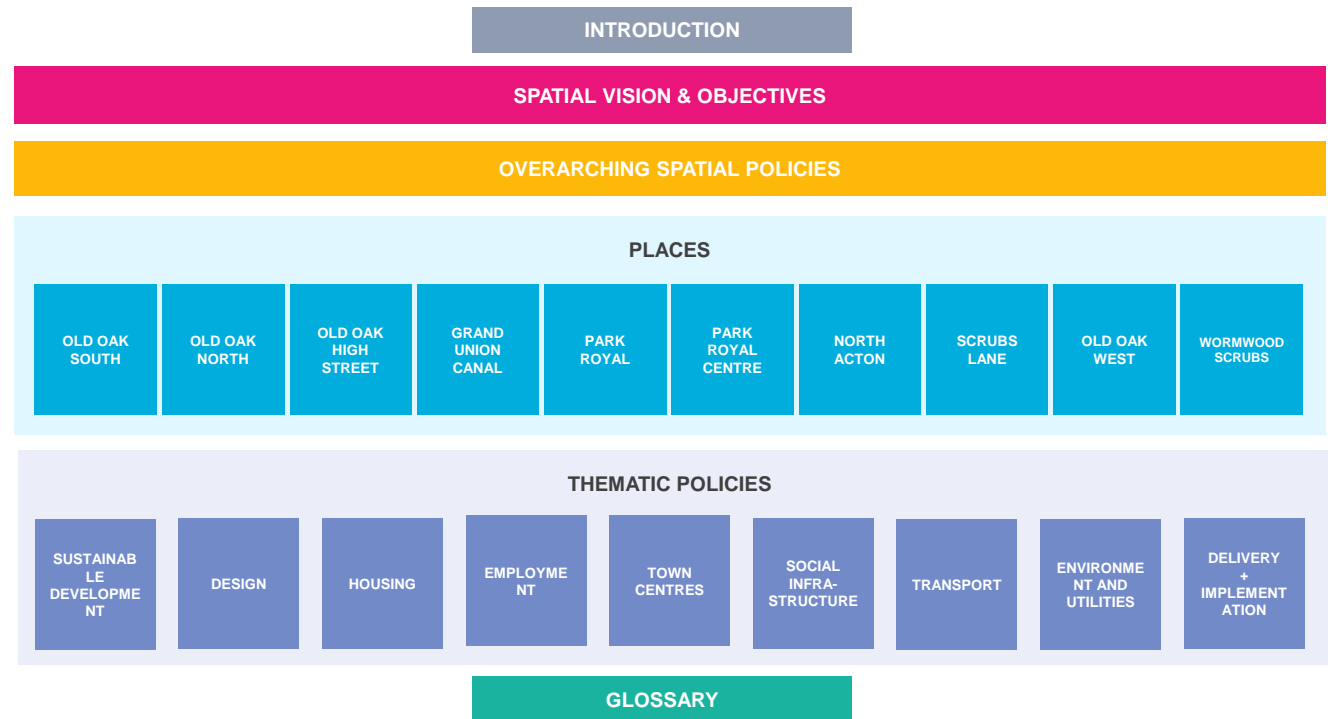 INTRODUCTION
SPATIAL VISION & OBJECTIVES
OVERARCHING SPATIAL POLICIES
PLACES
OLD OAK
SOUTH
OLD OAK
NORTH
OLD OAK
HIGH
STREET
GRAND
UNION
CANAL
PARK
ROYAL
PARK
ROYAL
CENTRE
NORTH
ACTON
SCRUBS
LANE
OLD OAK
WEST
WORMWOOD
SCRUBS
THEMATIC POLICIES
SUSTAINAB
LE
DEVELOPME
NT
DESIGN
HOUSING
EMPLOYME
NT
TOWN
CENTRES
SOCIAL
INFRA-
STRUCTURE
TRANSPORT
ENVIRONME
NT AND
UTILITIES
DELIVERY
+
IMPLEMENT
ATION
GLOSSARY